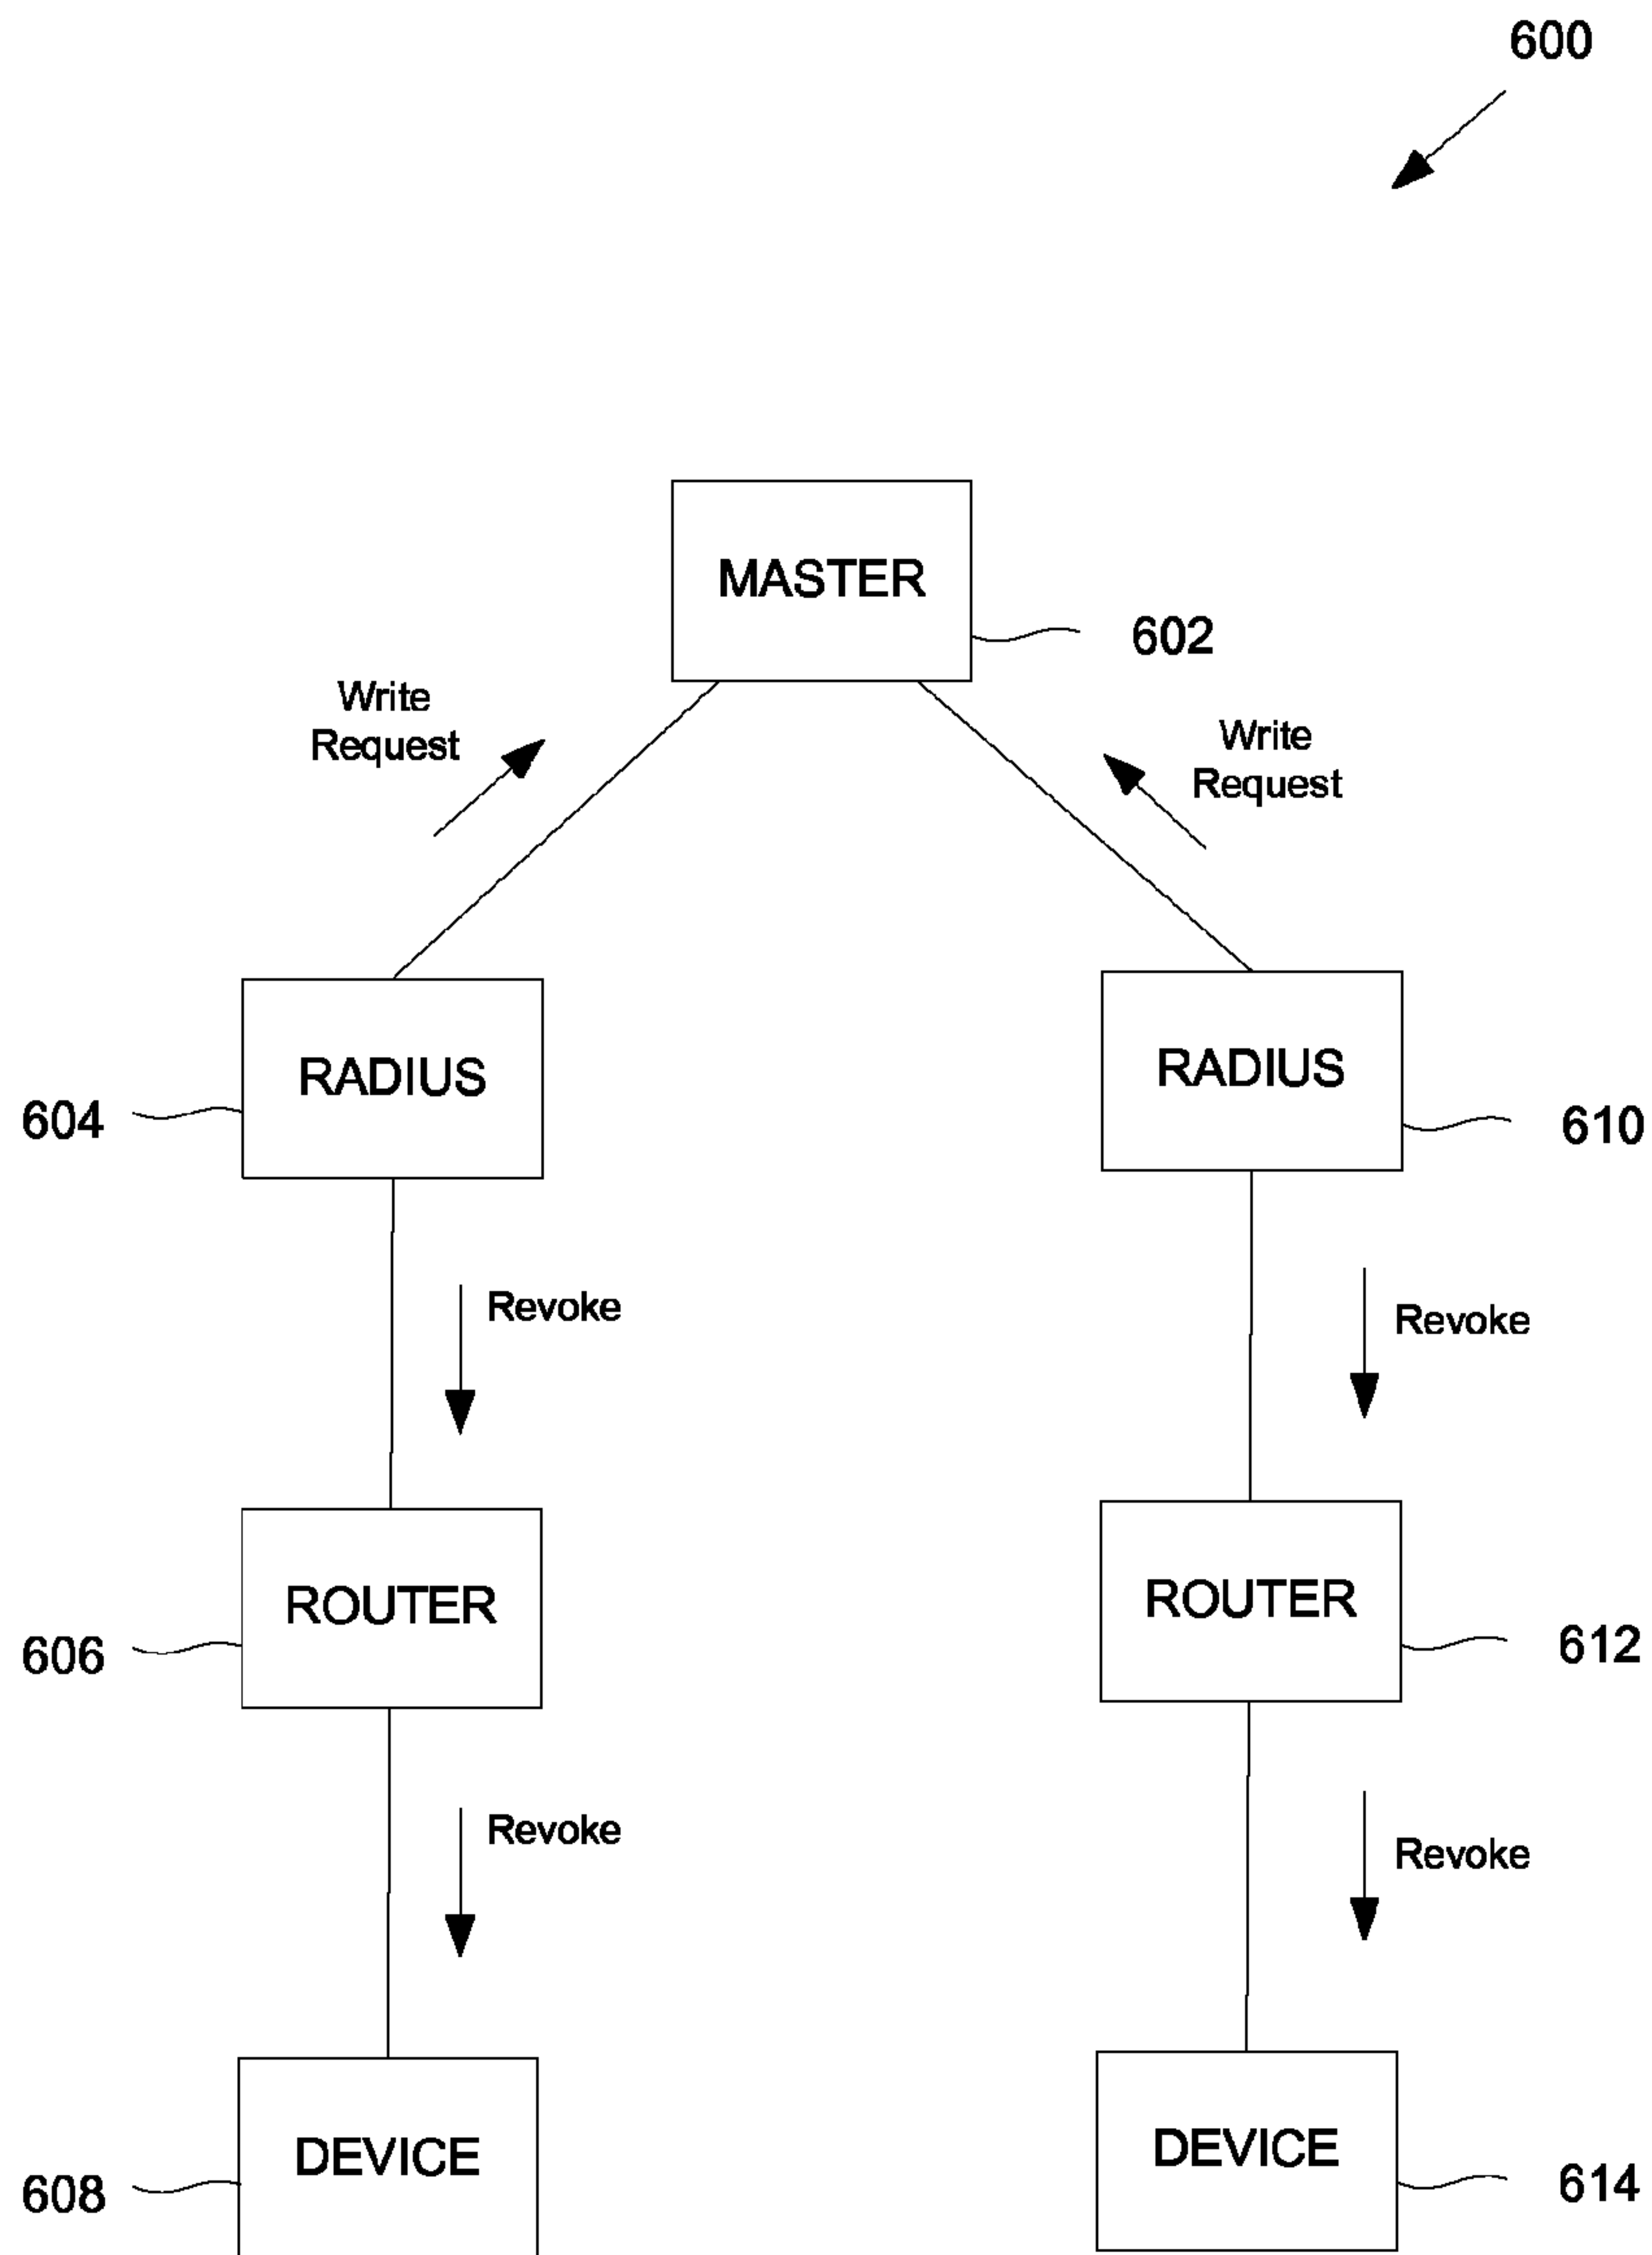 600
MASTER
602
Write
Request
Write
Request
RADIUS
604
RADIUS
610
Revoke
Revoke
ROUTER
606
ROUTER
612
Revoke
Revoke
DEVICE
608
DEVICE
614